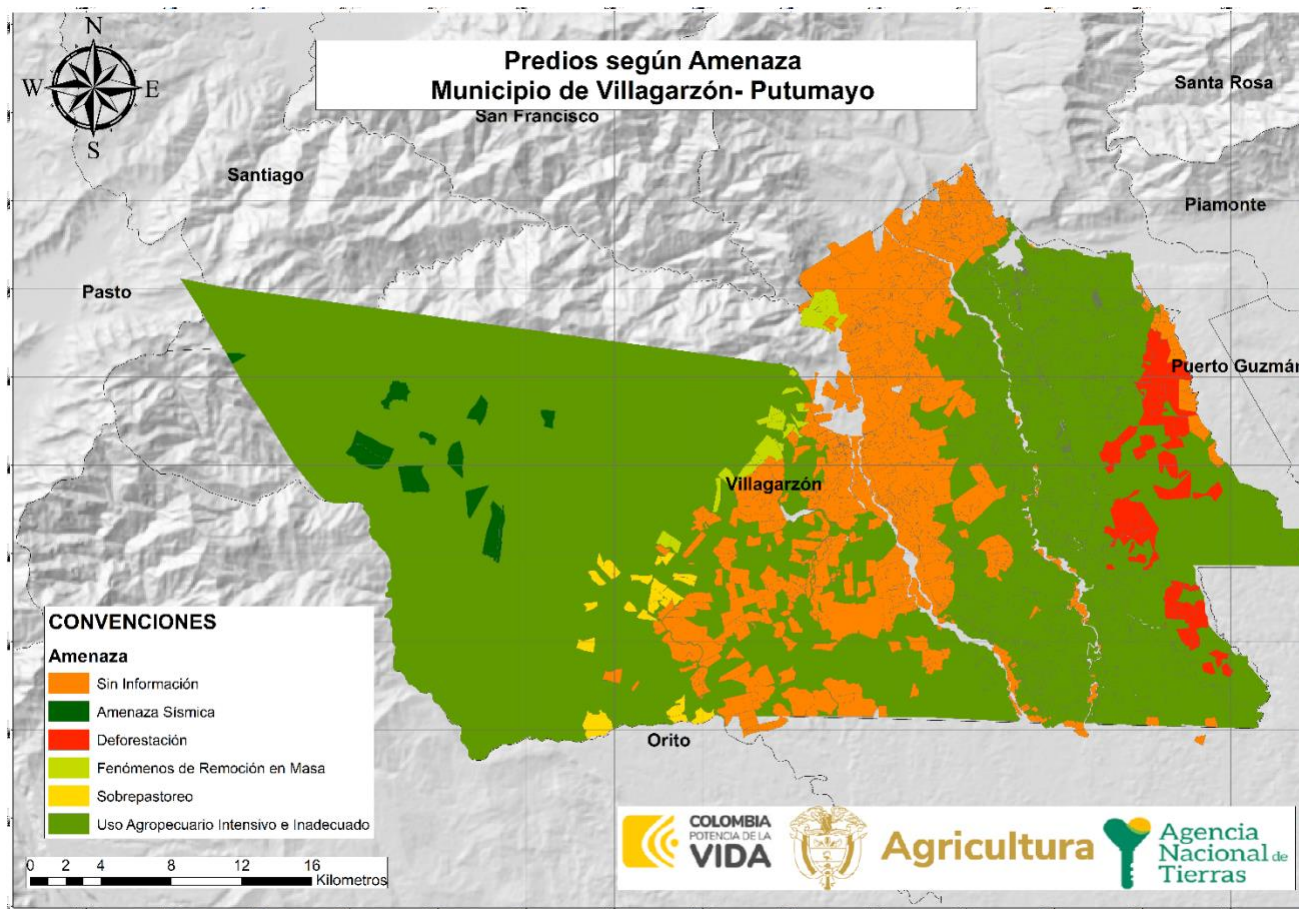 Predios según Amenaza
Municipio de Villagarzón- Putumayo
N
W
E
S
Santa Rosa
San Francisco
Santiago
Piamonte
Pasto
Puerto Guzmán
Villagarzón
Orito
CONVENCIONES
Amenaza
Sin Información
Amenaza Sísmica
Deforestación
Fenómenos de Remoción en Masa
Sobrepastoreo
Uso Agropecuario Intensivo e Inadecuado
0 2 4 8 12 16
Kilometros
COLOMBIA
POTENCIA DE LA
VIDA
Agricultura
Agencia
Nacional de
Tierras